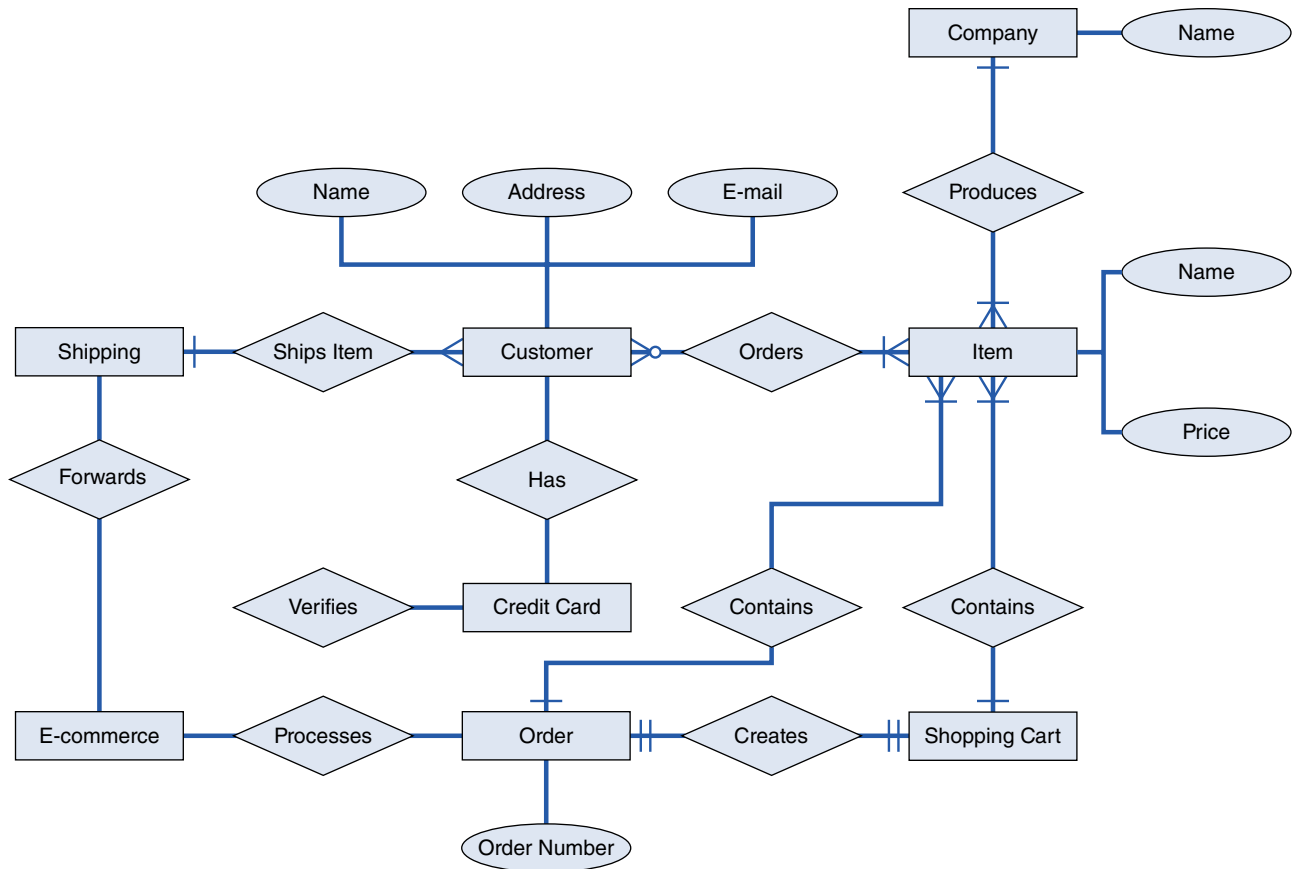 Company
Name
Name
Address
E-mail
Produces
Name
Shipping
Ships Item
Customer
Orders
Item
Price
Forwards
Has
Verifies
Credit Card
Contains
Contains
E-commerce
Processes
Order
Creates
Shopping Cart
Order Number